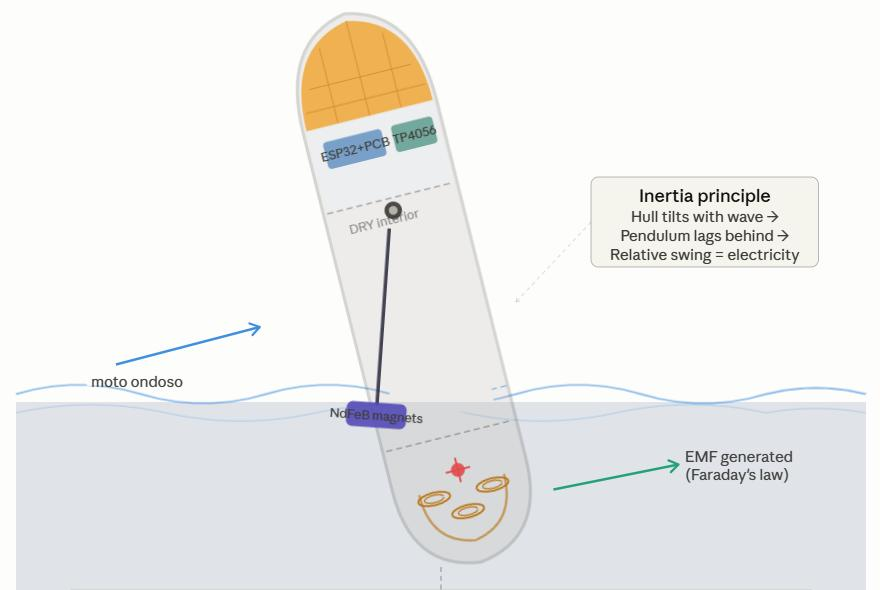 ESP32+PCB
TP4056
DRY interior
Inertia principle
Hull tilts with wave →
Pendulum lags behind →
Relative swing = electricity
moto ondoso
NdFeB magnets
EMF generated
(Faraday's law)